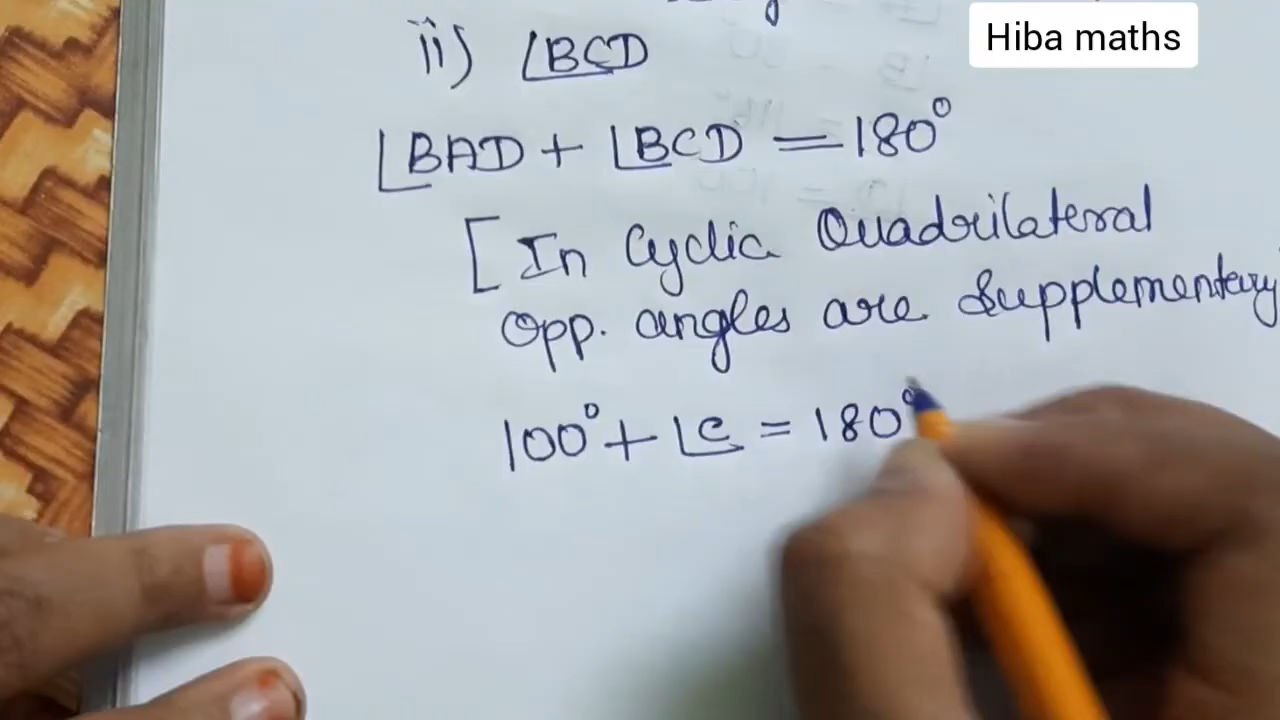 Hiba maths
ii) ∠BCD
∠BAD + ∠BCD = 180°
[In Cyclic Quadrilateral
Opp. angles are Supplementary
100° + ∠C = 180°